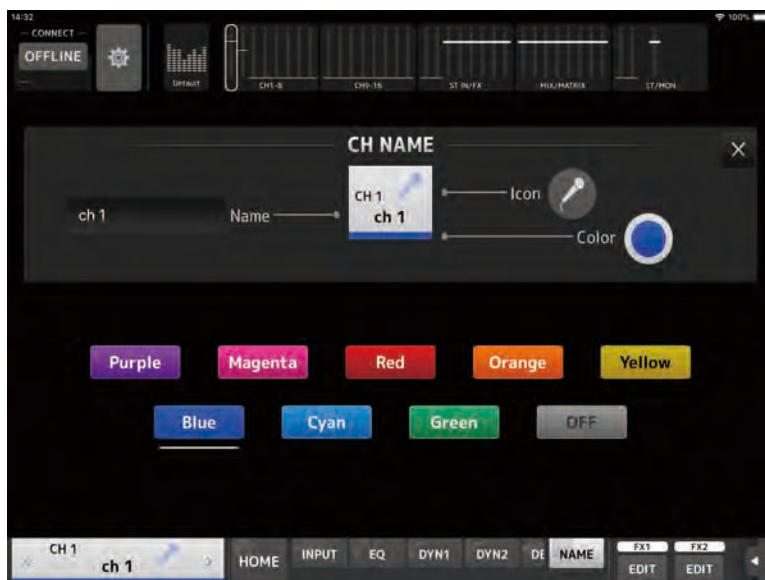 14:32
100%
CONNECT
OFFLINE
Default
CH1-8
CH9-16
ST IN/FX
MIX/MATRIX
ST/MON
CH NAME
ch 1
Name
CH 1
ch 1
Icon
Color
Purple
Magenta
Red
Orange
Yellow
Blue
Cyan
Green
OFF
CH 1
ch 1
HOME
INPUT
EQ
DYN1
DYN2
DE
NAME
FX1
EDIT
FX2
EDIT